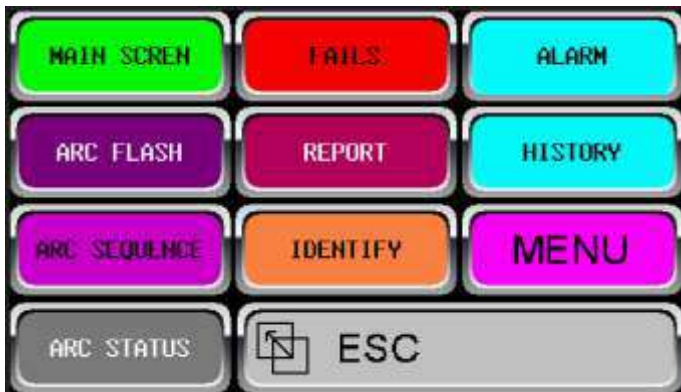 MAIN SCREN
FAILS
ALARM
ARC FLASH
REPORT
HISTORY
ARC SEQUENCE
IDENTIFY
MENU
ARC STATUS
ESC